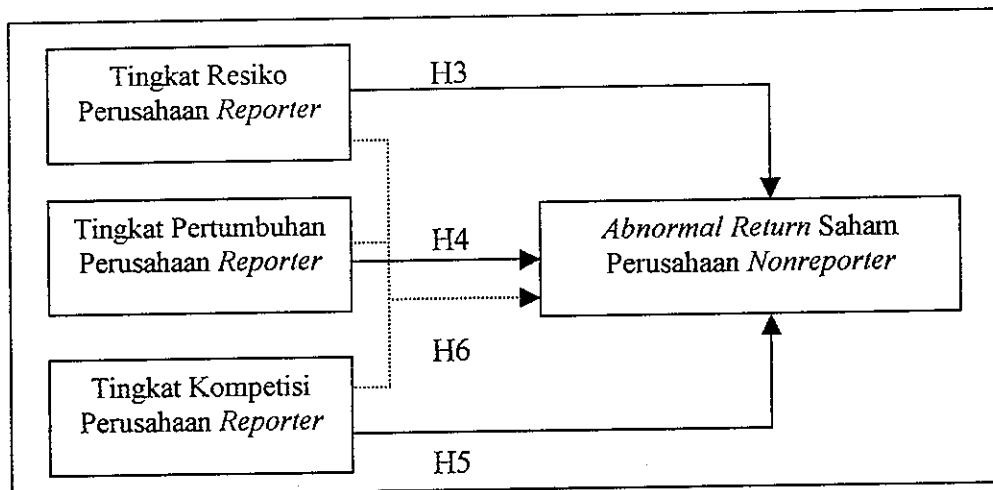 Tingkat Resiko
Perusahaan Reporter
H3
Tingkat Pertumbuhan
Perusahaan Reporter
H4
Abnormal Return Saham
Perusahaan Nonreporter
H6
Tingkat Kompetisi
Perusahaan Reporter
H5